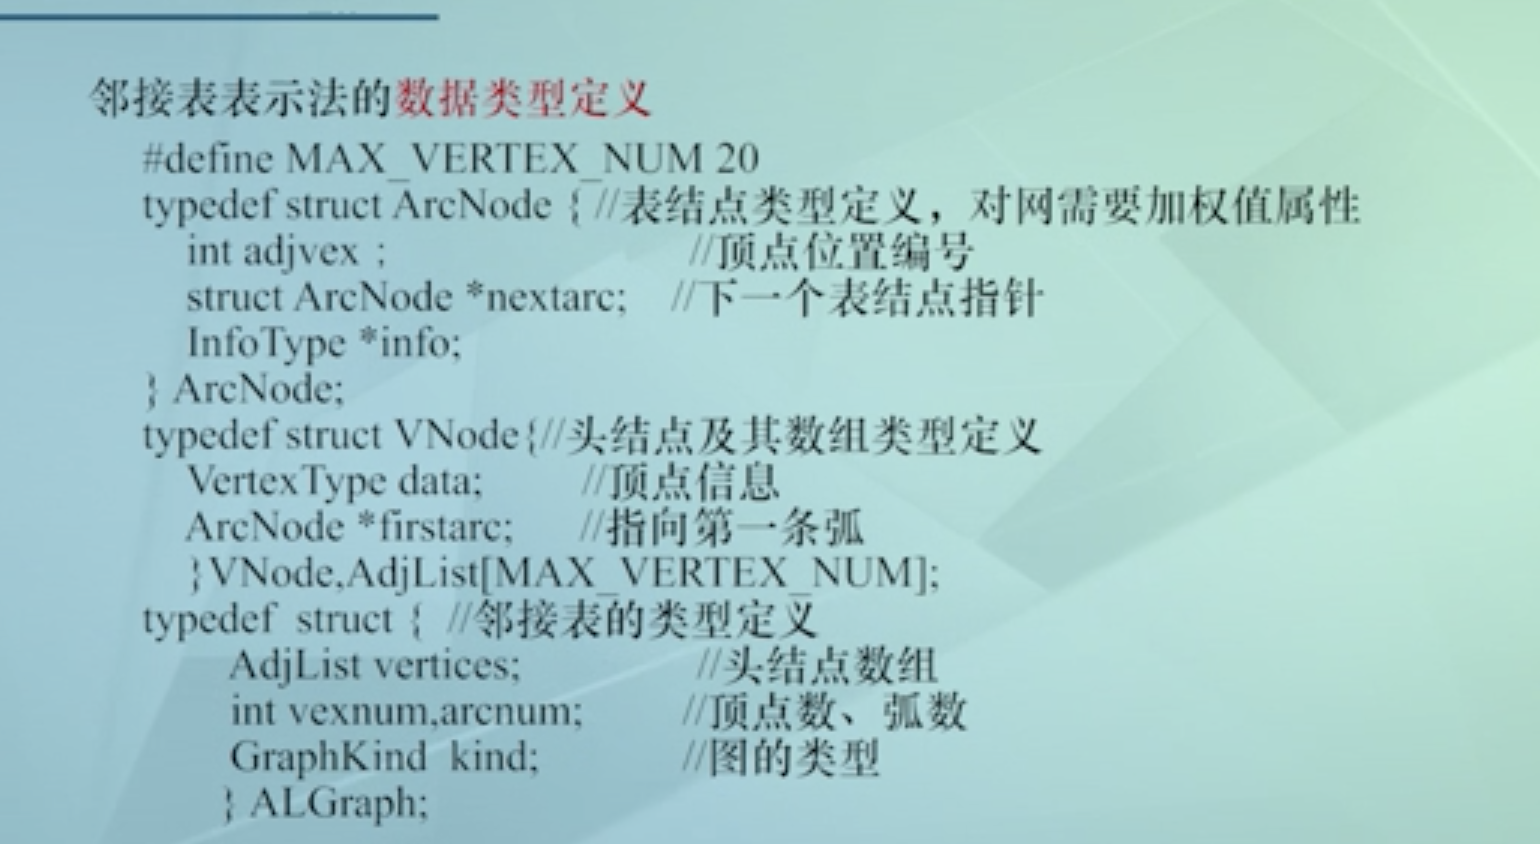 邻接表表示法的数据类型定义
#define MAX_VERTEX_NUM 20
typedef struct ArcNode { //表结点类型定义，对网需要加权值属性
int adjvex ; //顶点位置编号
struct ArcNode *nextarc; //下一个表结点指针
InfoType *info;
} ArcNode;
typedef struct VNode{//头结点及其数组类型定义
VertexType data; //顶点信息
ArcNode *firstarc; //指向第一条弧
}VNode,AdjList[MAX_VERTEX_NUM];
typedef struct { //邻接表的类型定义
AdjList vertices; //头结点数组
int vexnum,arcnum; //顶点数、弧数
GraphKind kind; //图的类型
} ALGraph;